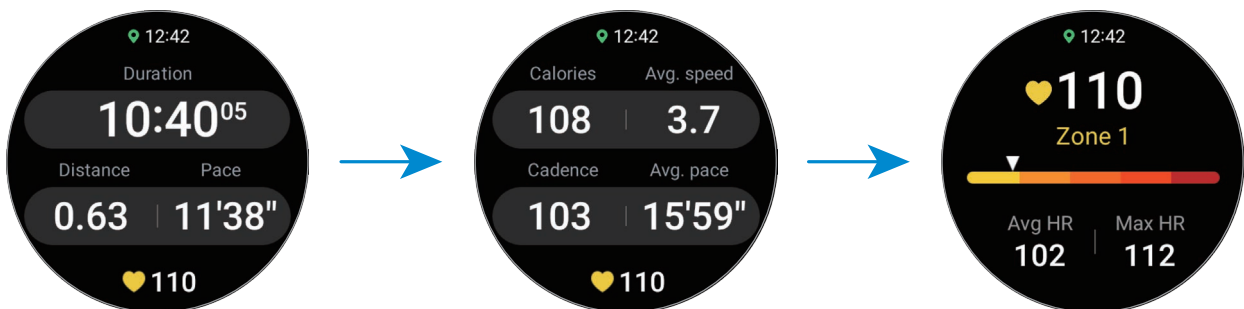 12:42
Duration
10:40 05
Distance Pace
0.63 11'38"
110
12:42
Calories Avg. speed
108 3.7
Cadence Avg. pace
103 15'59"
110
12:42
110
Zone 1
Avg HR Max HR
102 112